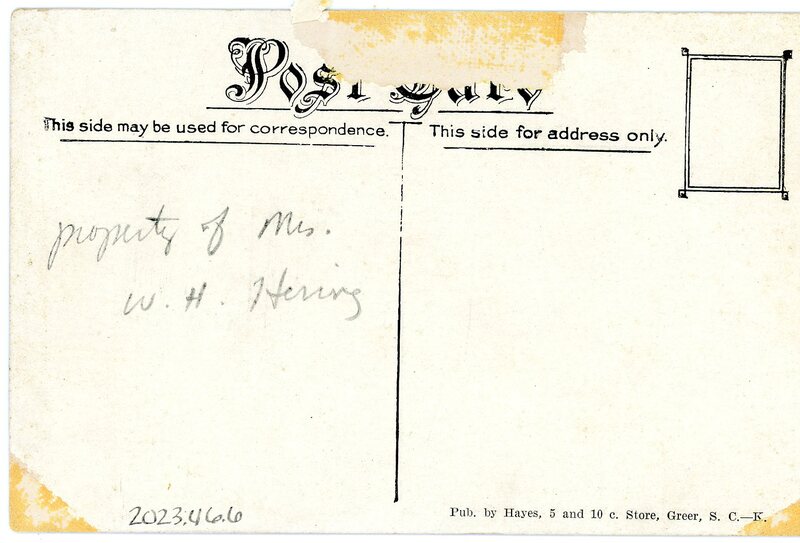 Post Card
This side may be used for correspondence.
This side for address only.
property of Mrs.
W. H. Hering
2023.46.6
Pub. by Hayes, 5 and 10 c. Store, Greer, S. C.—K.